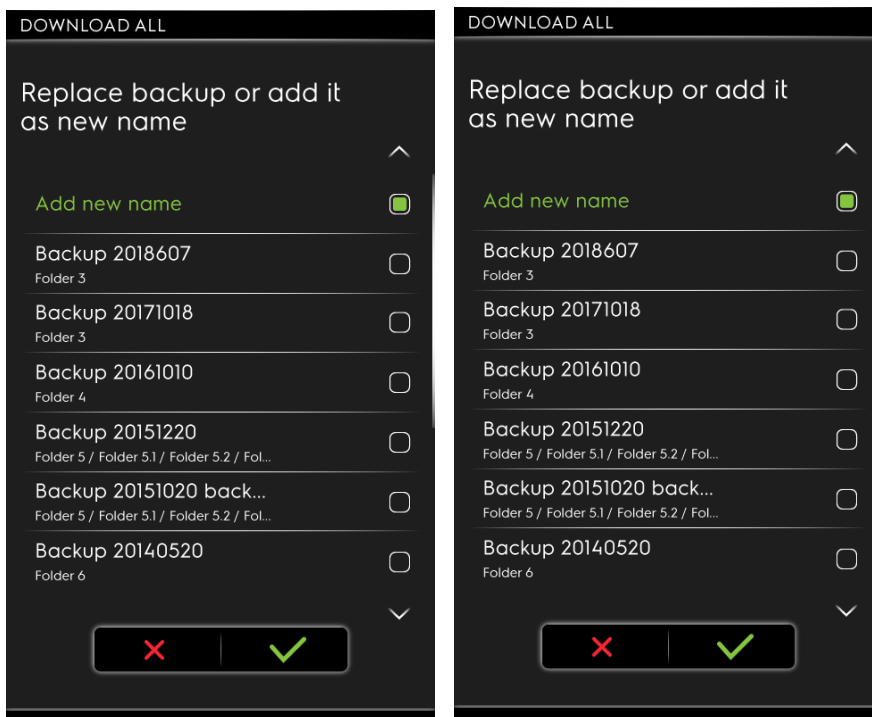 DOWNLOAD ALL
Replace backup or add it
as new name
Add new name
Backup 2018607
Folder 3
Backup 20171018
Folder 3
Backup 20161010
Folder 4
Backup 20151220
Folder 5 / Folder 5.1 / Folder 5.2 / Fol...
Backup 20151020 back...
Folder 5 / Folder 5.1 / Folder 5.2 / Fol...
Backup 20140520
Folder 6
DOWNLOAD ALL
Replace backup or add it
as new name
Add new name
Backup 2018607
Folder 3
Backup 20171018
Folder 3
Backup 20161010
Folder 4
Backup 20151220
Folder 5 / Folder 5.1 / Folder 5.2 / Fol...
Backup 20151020 back...
Folder 5 / Folder 5.1 / Folder 5.2 / Fol...
Backup 20140520
Folder 6